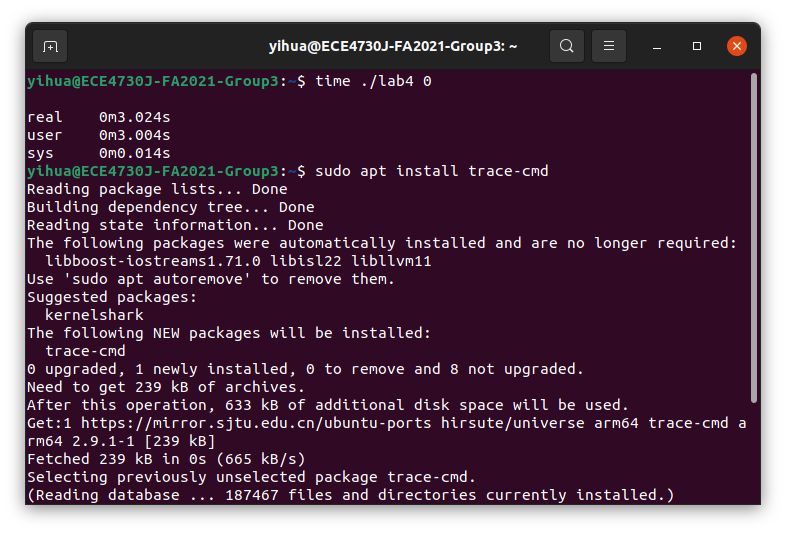 yihua@ECE4730J-FA2021-Group3: ~
yihua@ECE4730J-FA2021-Group3:~$ time ./lab4 0
real    0m3.024s
user    0m3.004s
sys     0m0.014s
yihua@ECE4730J-FA2021-Group3:~$ sudo apt install trace-cmd
Reading package lists... Done
Building dependency tree... Done
Reading state information... Done
The following packages were automatically installed and are no longer required:
  libboost-iostreams1.71.0 libisl22 libllvm11
Use 'sudo apt autoremove' to remove them.
Suggested packages:
  kernelshark
The following NEW packages will be installed:
  trace-cmd
0 upgraded, 1 newly installed, 0 to remove and 8 not upgraded.
Need to get 239 kB of archives.
After this operation, 633 kB of additional disk space will be used.
Get:1 https://mirror.sjtu.edu.cn/ubuntu-ports hirsute/universe arm64 trace-cmd a
rm64 2.9.1-1 [239 kB]
Fetched 239 kB in 0s (665 kB/s)
Selecting previously unselected package trace-cmd.
(Reading database ... 187467 files and directories currently installed.)